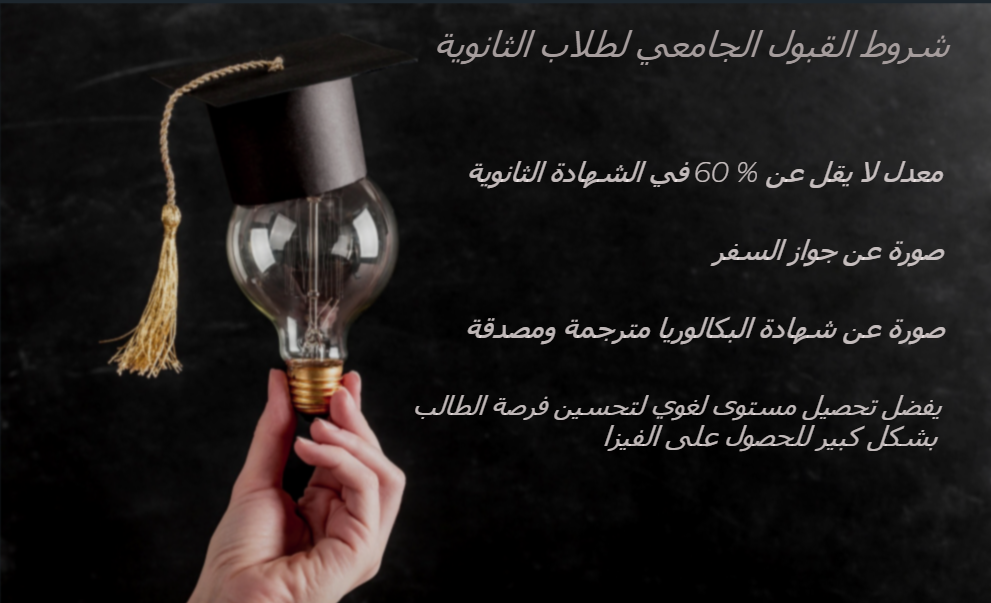 شروط القبول الجامعي لطلاب الثانوية
معدل لا يقل عن % 60 في الشهادة الثانوية
صورة عن جواز السفر
صورة عن شهادة البكالوريا مترجمة ومصدقة
يفضل تحصيل مستوى لغوي لتحسين فرصة الطالب
بشكل كبير للحصول على الفيزا